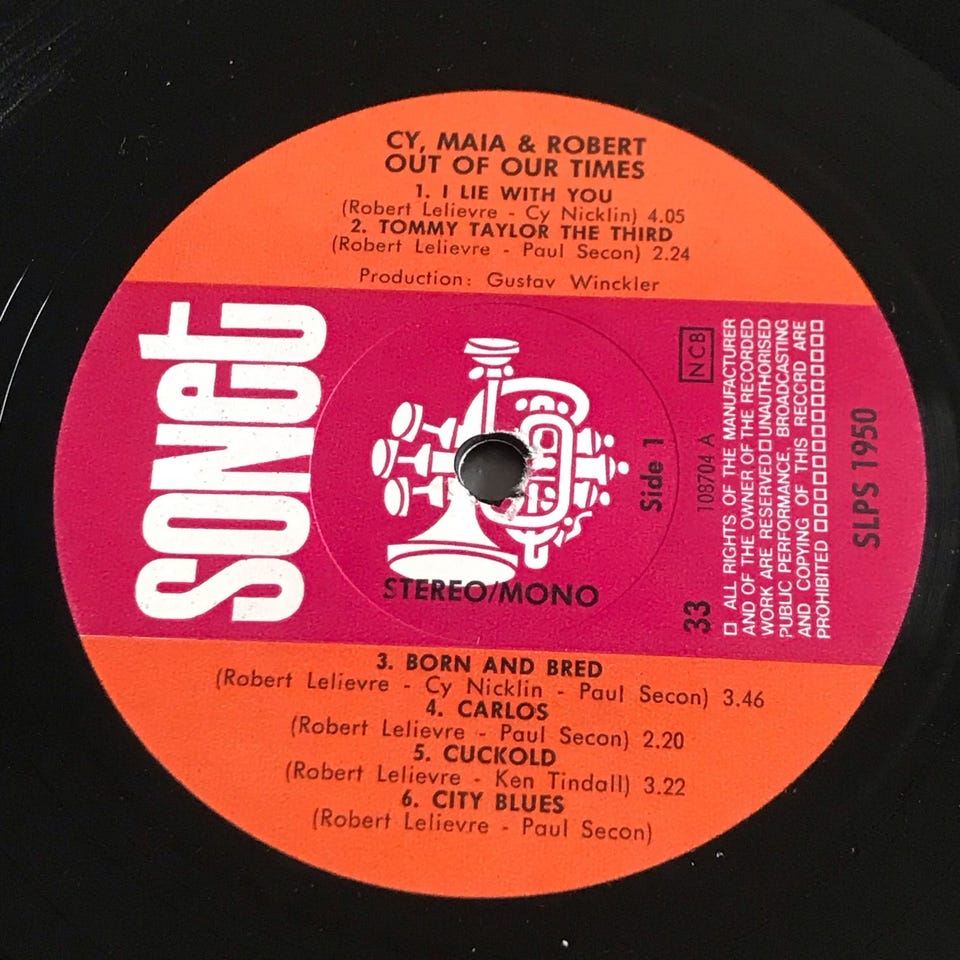 CY, MAIA & ROBERT
OUT OF OUR TIMES
1. I LIE WITH YOU
(Robert Lelievre - Cy Nicklin) 4.05
2. TOMMY TAYLOR THE THIRD
(Robert Lelievre - Paul Secon) 2.24
Production: Gustav Winckler
SONET
STEREO/MONO
Side 1
NCB
108704 A
33
□ ALL RIGHTS OF THE MANUFACTURER
AND OF THE OWNER OF THE RECORDED
WORK ARE RESERVED □ UNAUTHORISED
PUBLIC PERFORMANCE, BROADCASTING
AND COPYING OF THIS RECORD ARE
PROHIBITED □□□□□□□□□□□□□
SLPS 1950
3. BORN AND BRED
(Robert Lelievre - Cy Nicklin - Paul Secon) 3.46
4. CARLOS
(Robert Lelievre - Paul Secon) 2.20
5. CUCKOLD
(Robert Lelievre - Ken Tindall) 3.22
6. CITY BLUES
(Robert Lelievre - Paul Secon)